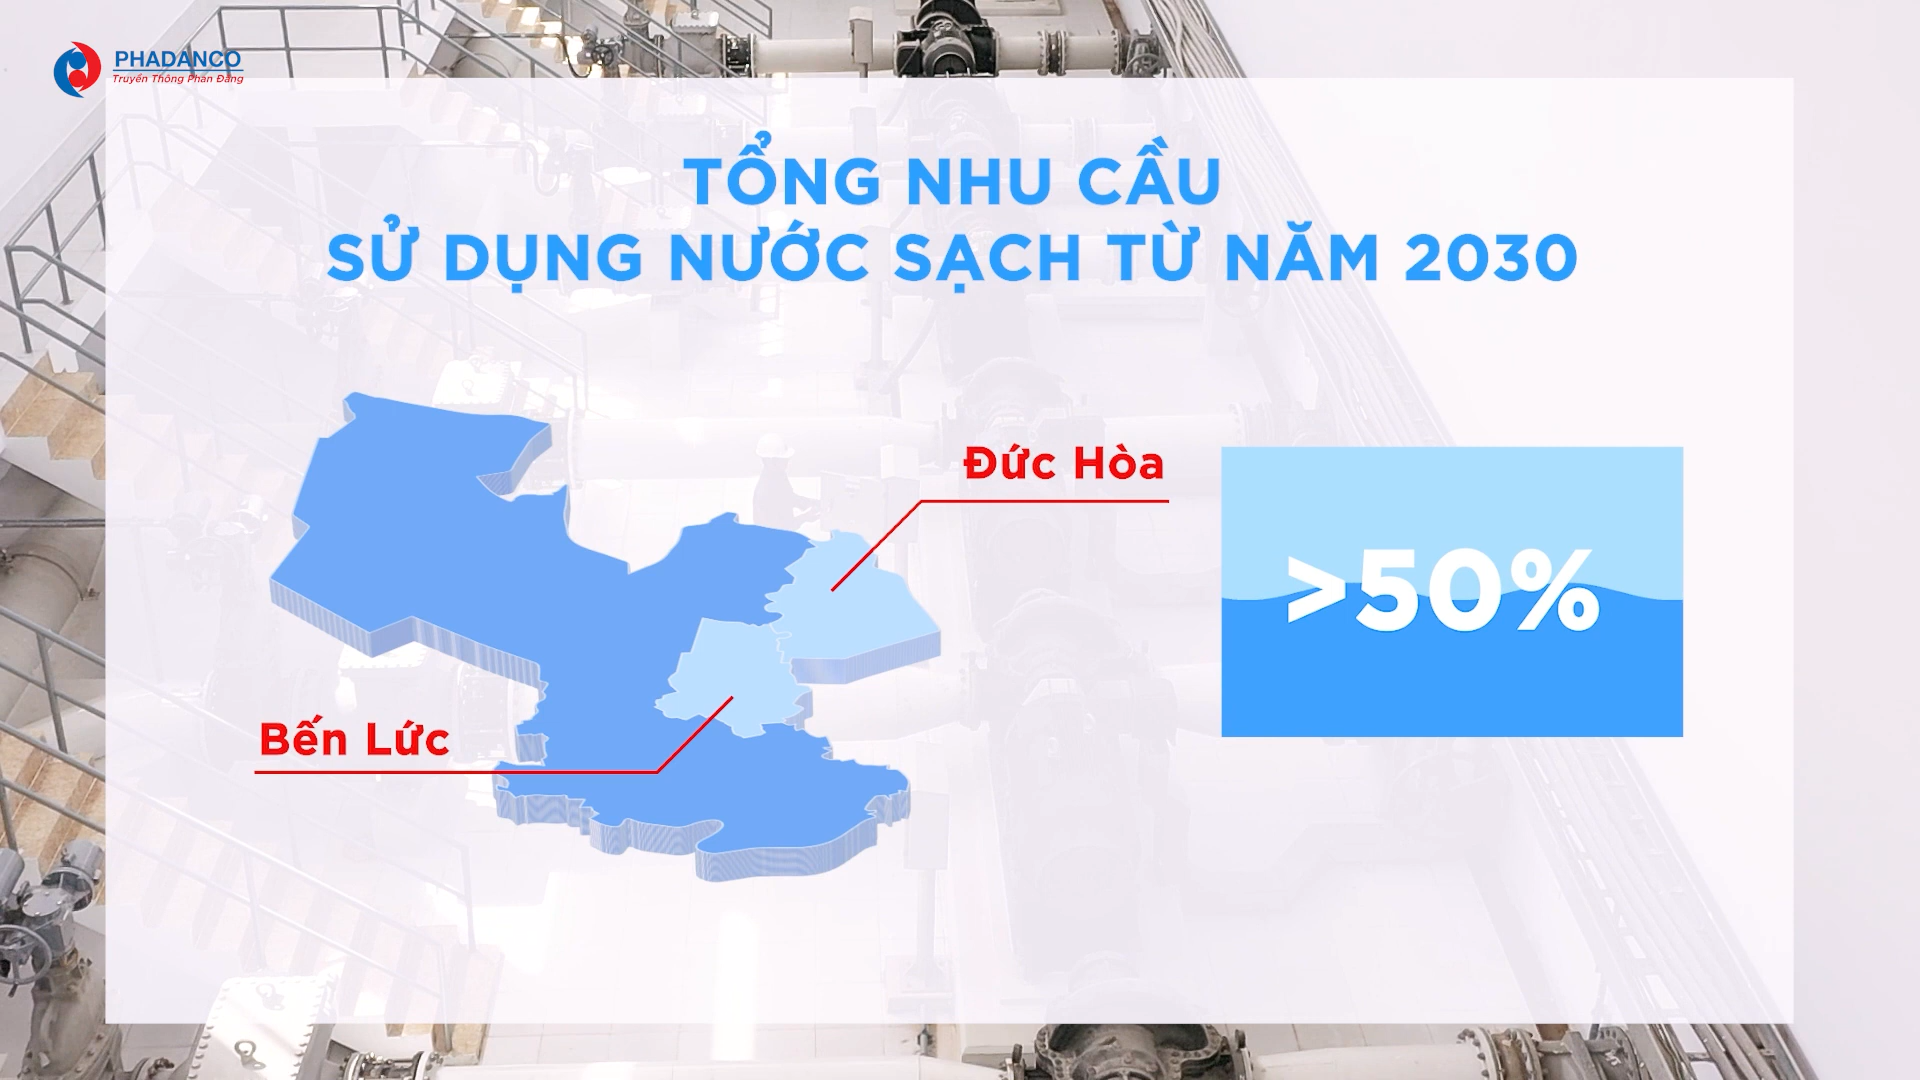 PHADANCO
Truyền Thông Phan Đăng
TỔNG NHU CẦU
SỬ DỤNG NƯỚC SẠCH TỪ NĂM 2030
Đức Hòa
>50%
Bến Lức